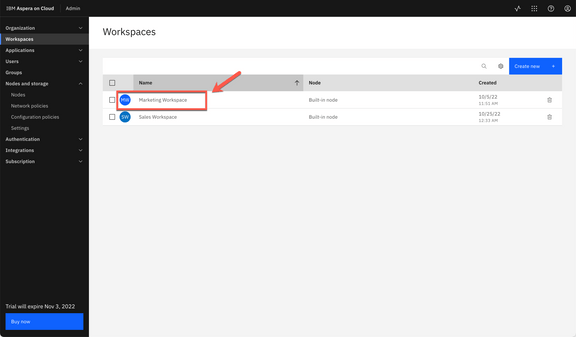 IBM Aspera on Cloud Admin
Organization
Workspaces
Applications
Users
Groups
Nodes and storage
Nodes
Network policies
Configuration policies
Settings
Authentication
Integrations
Subscription
Trial will expire Nov 3, 2022
Buy now
Workspaces
Create new +
Name Node Created
MW Marketing Workspace Built-in node 10/5/22
11:51 AM
SW Sales Workspace Built-in node 10/25/22
12:53 AM